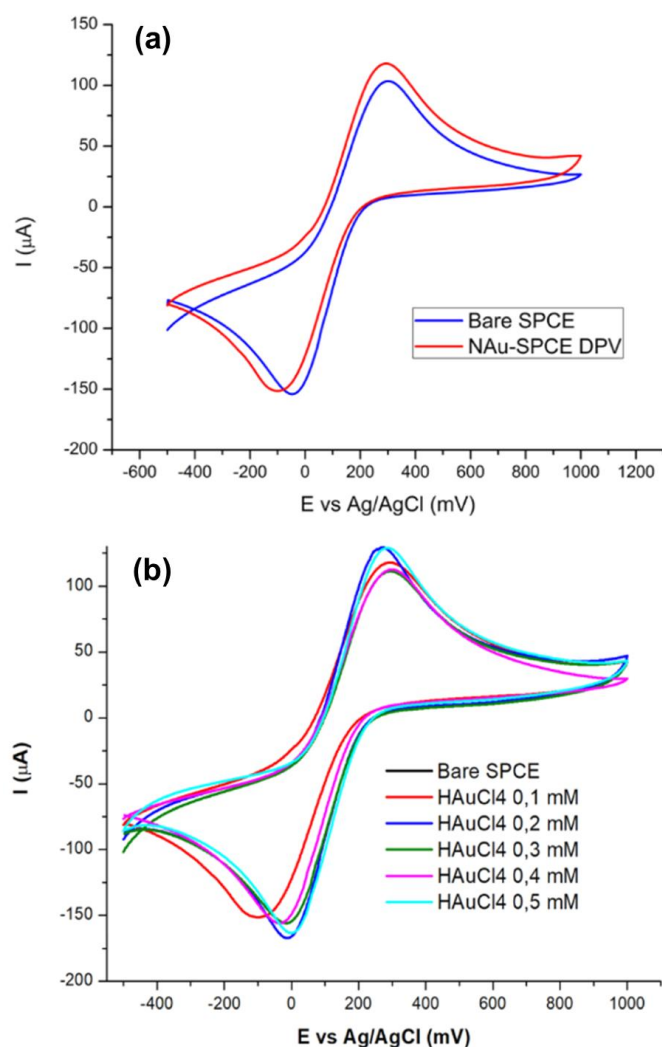 (a)
I (µA)
100
50
0
-50
-100
-150
-200
-600
-400
-200
0
200
400
600
800
1000
1200
E vs Ag/AgCl (mV)
Bare SPCE
NAu-SPCE DPV
(b)
I (µA)
100
50
0
-50
-100
-150
-200
-400
-200
0
200
400
600
800
1000
E vs Ag/AgCl (mV)
Bare SPCE
HAuCl4 0,1 mM
HAuCl4 0,2 mM
HAuCl4 0,3 mM
HAuCl4 0,4 mM
HAuCl4 0,5 mM